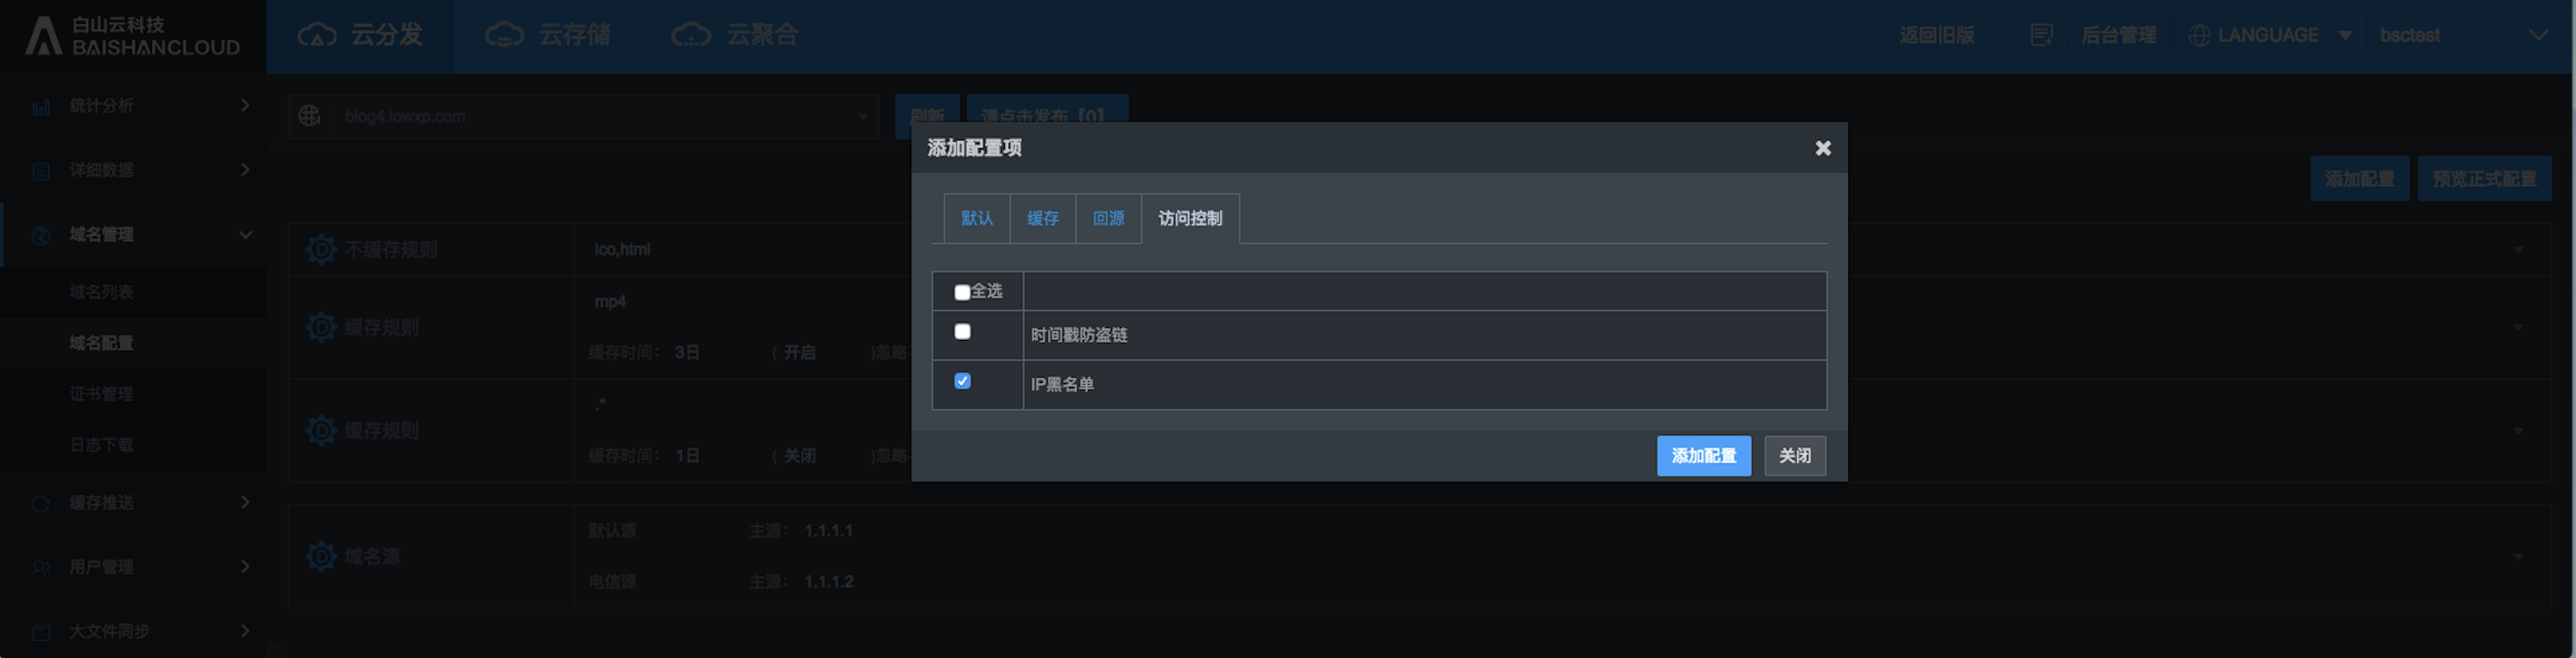 白山云科技
BAISHANCLOUD
云分发
云存储
云聚合
返回旧版
后台管理
LANGUAGE
bsctest
统计分析
详细数据
域名管理
域名列表
域名配置
证书管理
日志下载
缓存推送
用户管理
大文件同步
blog4.lowxp.com
刷新
请点击发布【0】
添加配置
预览正式配置
不缓存规则
ico,html
缓存规则
mp4
缓存时间： 3日 ( 开启 )忽略
缓存规则
.*
缓存时间： 1日 ( 关闭 )忽略
域名源
默认源 主源： 1.1.1.1
电信源 主源： 1.1.1.2
添加配置项
默认
缓存
回源
访问控制
全选
时间戳防盗链
IP黑名单
添加配置
关闭